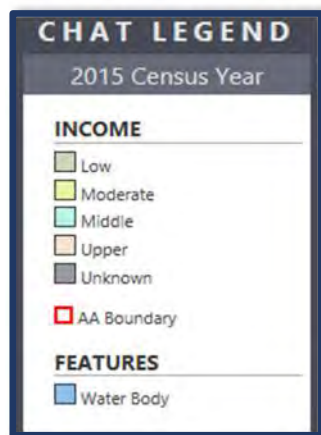 CHAT LEGEND
2015 Census Year
INCOME
Low
Moderate
Middle
Upper
Unknown
AA Boundary
FEATURES
Water Body